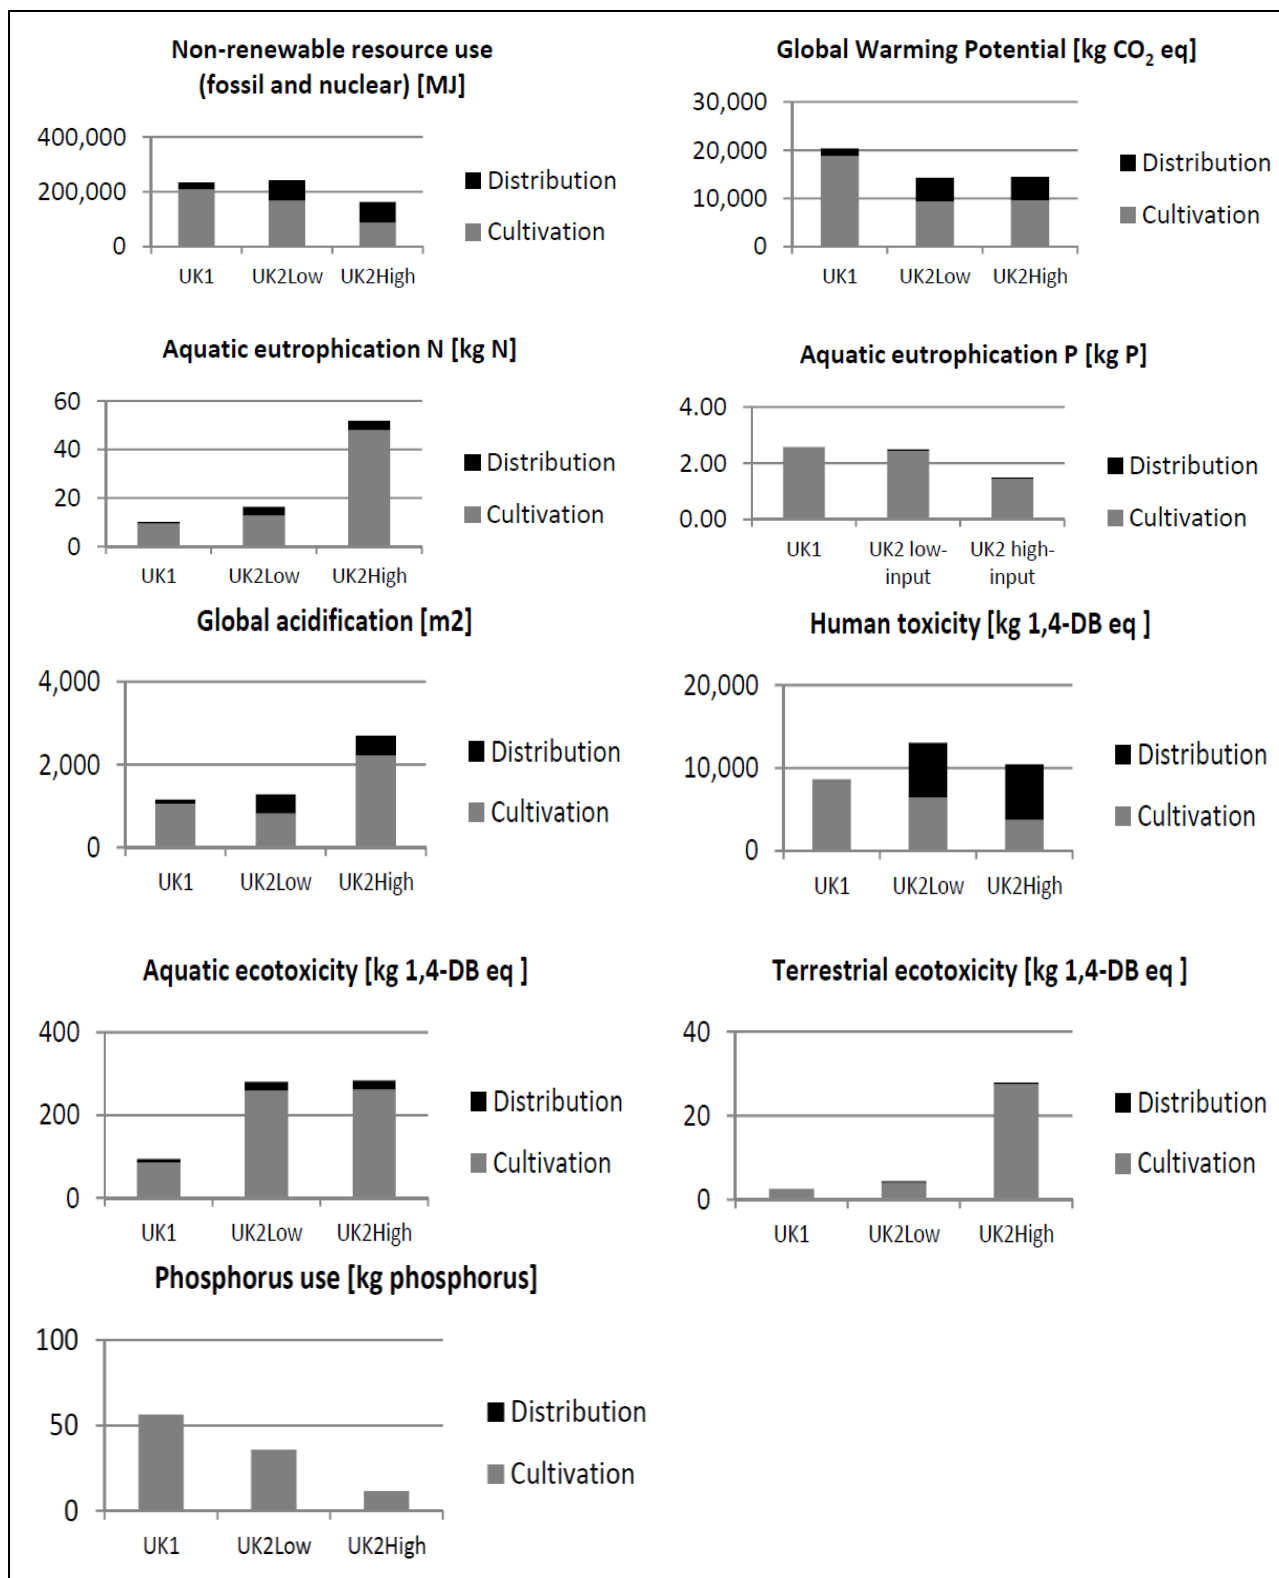 Non-renewable resource use
(fossil and nuclear) [MJ]
400,000
200,000
0
UK1 UK2Low UK2High
Distribution
Cultivation
Global Warming Potential [kg CO₂ eq]
30,000
20,000
10,000
0
UK1 UK2Low UK2High
Distribution
Cultivation
Aquatic eutrophication N [kg N]
60
40
20
0
UK1 UK2Low UK2High
Distribution
Cultivation
Aquatic eutrophication P [kg P]
4.00
2.00
0.00
UK1 UK2 low- UK2 high-
input input
Distribution
Cultivation
Global acidification [m2]
4,000
2,000
0
UK1 UK2Low UK2High
Distribution
Cultivation
Human toxicity [kg 1,4-DB eq ]
20,000
10,000
0
UK1 UK2Low UK2High
Distribution
Cultivation
Aquatic ecotoxicity [kg 1,4-DB eq ]
400
200
0
UK1 UK2Low UK2High
Distribution
Cultivation
Terrestrial ecotoxicity [kg 1,4-DB eq ]
40
20
0
UK1 UK2Low UK2High
Distribution
Cultivation
Phosphorus use [kg phosphorus]
100
50
0
UK1 UK2Low UK2High
Distribution
Cultivation